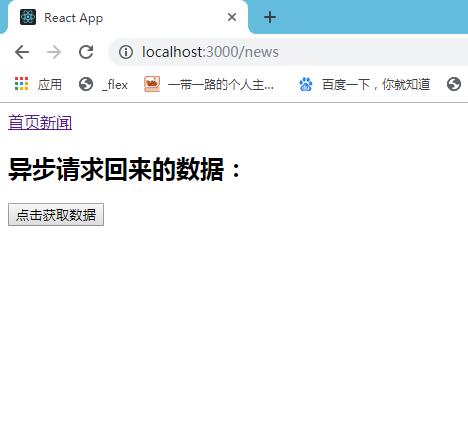 React App
localhost:3000/news
应用 _flex 一带一路的个人主... 百度一下，你就知道
首页新闻
异步请求回来的数据：
点击获取数据